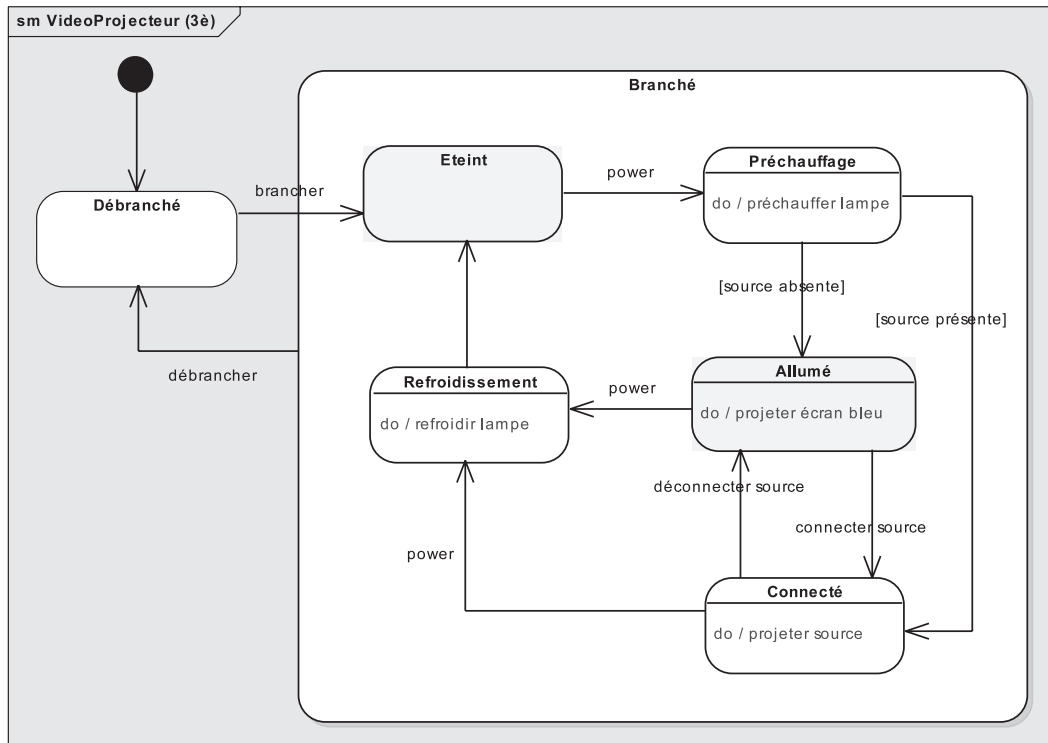 sm VideoProjecteur (3è)
Branché
Eteint
Préchauffage
do / préchauffer lampe
power
brancher
Débranché
[source absente]
[source présente]
débrancher
Refroidissement
do / refroidir lampe
power
Allumé
do / projeter écran bleu
déconnecter source
connecter source
power
Connecté
do / projeter source